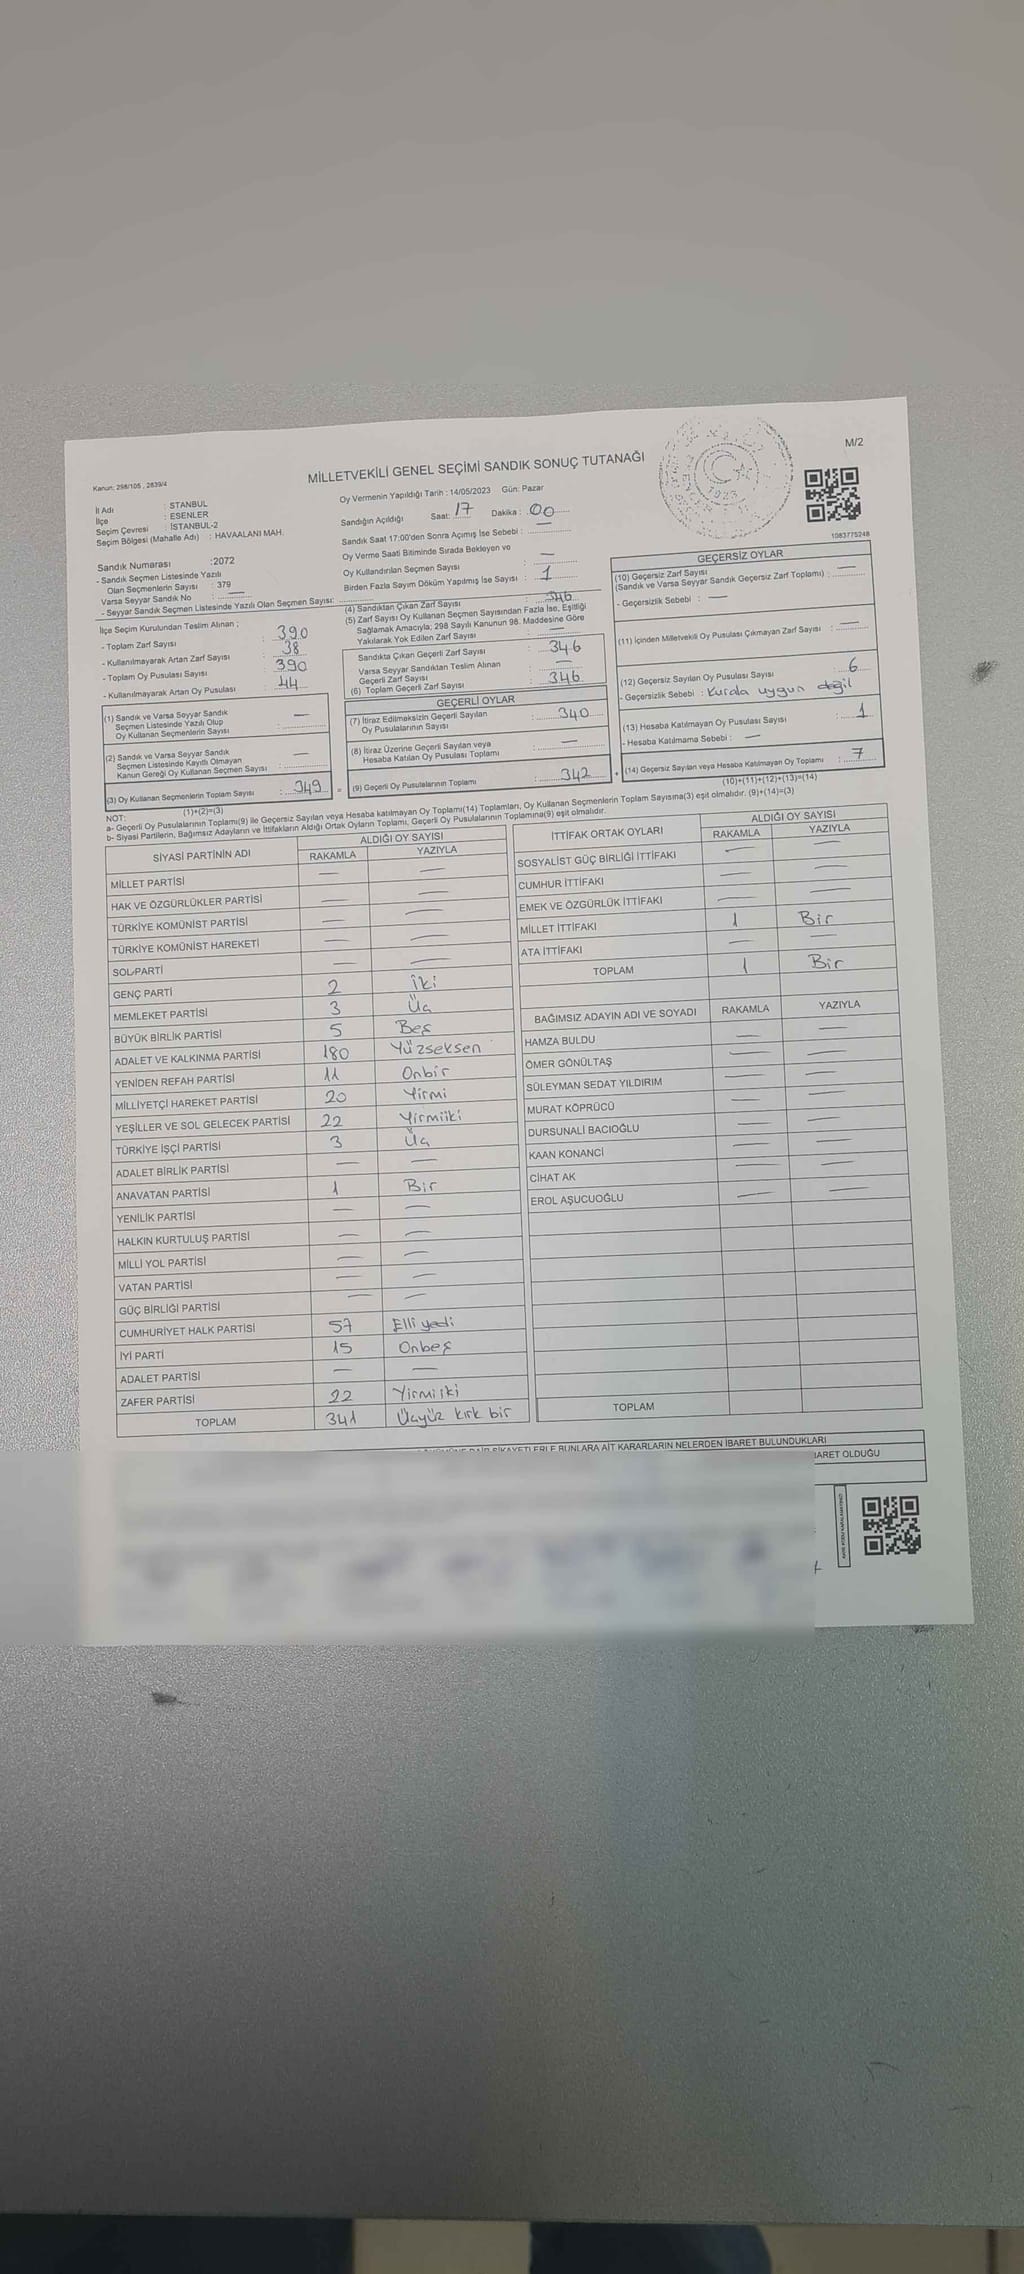 M/2
MİLLETVEKİLİ GENEL SEÇİMİ SANDIK SONUÇ TUTANAĞI
Kanun: 298/105 , 2839/4
İl Adı : STANBUL
İlçe : ESENLER
Seçim Çevresi : İSTANBUL-2
Seçim Bölgesi (Mahalle Adı) : HAVAALANI MAH.
Sandık Numarası :2072
- Sandık Seçmen Listesinde Yazılı
Olan Seçmenlerin Sayısı : 379
Varsa Seyyar Sandık No : —
- Seyyar Sandık Seçmen Listesinde Yazılı Olan Seçmen Sayısı:
Oy Vermenin Yapıldığı Tarih : 14/05/2023 Gün: Pazar
Sandığın Açıldığı Saat: 17 Dakika : 00
Sandık Saat 17:00'den Sonra Açımış İse Sebebi : —
Oy Verme Saati Bitiminde Sırada Bekleyen ve
Oy Kullandırılan Seçmen Sayısı : —
Birden Fazla Sayım Döküm Yapılmış İse Sayısı : 1
1923
1083775248
İlçe Seçim Kurulundan Teslim Alınan ;
- Toplam Zarf Sayısı : 390
- Kullanılmayarak Artan Zarf Sayısı : 38
- Toplam Oy Pusulası Sayısı : 390
- Kullanılmayarak Artan Oy Pusulası : 44
(1) Sandık ve Varsa Seyyar Sandık
Seçmen Listesinde Yazılı Olup
Oy Kullanan Seçmenlerin Sayısı : —
(2) Sandık ve Varsa Seyyar Sandık
Seçmen Listesinde Kayıtlı Olmayan
Kanun Gereği Oy Kullanan Seçmen Sayısı : —
(3) Oy Kullanan Seçmenlerin Toplam Sayısı : 349
(1)+(2)=(3)
(4) Sandıktan Çıkan Zarf Sayısı : 346
(5) Zarf Sayısı Oy Kullanan Seçmen Sayısından Fazla İse, Eşitliği
Sağlamak Amacıyla; 298 Sayılı Kanunun 98. Maddesine Göre
Yakılarak Yok Edilen Zarf Sayısı : —
Sandıkta Çıkan Geçerli Zarf Sayısı : 346
Varsa Seyyar Sandıktan Teslim Alınan
Geçerli Zarf Sayısı : —
(6) Toplam Geçerli Zarf Sayısı : 346
GEÇERLİ OYLAR
(7) İtiraz Edilmeksizin Geçerli Sayılan
Oy Pusulalarının Sayısı : 340
(8) İtiraz Üzerine Geçerli Sayılan veya
Hesaba Katılan Oy Pusulası Toplamı : —
= (9) Geçerli Oy Pusulalarının Toplamı : 342
GEÇERSİZ OYLAR
(10) Geçersiz Zarf Sayısı
(Sandık ve Varsa Seyyar Sandık Geçersiz Zarf Toplamı) : —
- Geçersizlik Sebebi : —
(11) İçinden Milletvekili Oy Pusulası Çıkmayan Zarf Sayısı : —
(12) Geçersiz Sayılan Oy Pusulası Sayısı : 6
- Geçersizlik Sebebi : Kurala uygun değil
(13) Hesaba Katılmayan Oy Pusulası Sayısı : 1
- Hesaba Katılmama Sebebi : —
+ (14) Geçersiz Sayılan veya Hesaba Katılmayan Oy Toplamı : 7
(10)+(11)+(12)+(13)=(14)
NOT:
a- Geçerli Oy Pusulalarının Toplamı(9) ile Geçersiz Sayılan veya Hesaba katılmayan Oy Toplamı(14) Toplamları, Oy Kullanan Seçmenlerin Toplam Sayısına(3) eşit olmalıdır. (9)+(14)=(3)
b- Siyasi Partilerin, Bağımsız Adayların ve İttifakların Aldığı Ortak Oyların Toplamı, Geçerli Oy Pusulalarının Toplamına(9) eşit olmalıdır.
SİYASİ PARTİNİN ADI ALDIĞI OY SAYISI
RAKAMLA YAZIYLA
MİLLET PARTİSİ — —
HAK VE ÖZGÜRLÜKLER PARTİSİ — —
TÜRKİYE KOMÜNİST PARTİSİ — —
TÜRKİYE KOMÜNİST HAREKETİ — —
SOL PARTİ — —
GENÇ PARTİ 2 İki
MEMLEKET PARTİSİ 3 Üç
BÜYÜK BİRLİK PARTİSİ 5 Beş
ADALET VE KALKINMA PARTİSİ 180 Yüzseksen
YENİDEN REFAH PARTİSİ 11 Onbir
MİLLİYETÇİ HAREKET PARTİSİ 20 Yirmi
YEŞİLLER VE SOL GELECEK PARTİSİ 22 Yirmiiki
TÜRKİYE İŞÇİ PARTİSİ 3 Üç
ADALET BİRLİK PARTİSİ — —
ANAVATAN PARTİSİ 1 Bir
YENİLİK PARTİSİ — —
HALKIN KURTULUŞ PARTİSİ — —
MİLLİ YOL PARTİSİ — —
VATAN PARTİSİ — —
GÜÇ BİRLİĞİ PARTİSİ — —
CUMHURİYET HALK PARTİSİ 57 Elli yedi
İYİ PARTİ 15 Onbeş
ADALET PARTİSİ — —
ZAFER PARTİSİ 22 Yirmi iki
TOPLAM 341 Üçyüz kırk bir
İTTİFAK ORTAK OYLARI ALDIĞI OY SAYISI
RAKAMLA YAZIYLA
SOSYALİST GÜÇ BİRLİĞİ İTTİFAKI — —
CUMHUR İTTİFAKI — —
EMEK VE ÖZGÜRLÜK İTTİFAKI — —
MİLLET İTTİFAKI 1 Bir
ATA İTTİFAKI — —
TOPLAM 1 Bir
BAĞIMSIZ ADAYIN ADI VE SOYADI RAKAMLA YAZIYLA
HAMZA BULDU — —
ÖMER GÖNÜLTAŞ — —
SÜLEYMAN SEDAT YILDIRIM — —
MURAT KÖPRÜCÜ — —
DURSUNALİ BACIOĞLU — —
KAAN KONANCİ — —
CİHAT AK — —
EROL AŞUCUOĞLU — —
TOPLAM
DAİR ŞİKAYETLERLE BUNLARA AİT KARARLARIN NELERDEN İBARET BULUNDUKLARI
BARET OLDUĞU